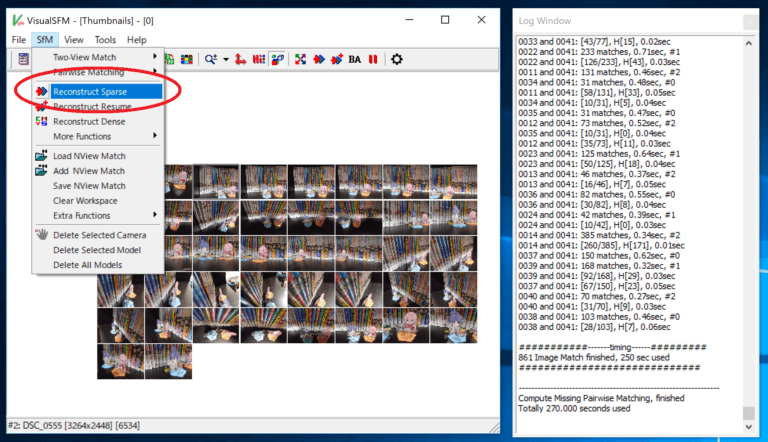 VisualSFM - [Thumbnails] - [0]
File SfM View Tools Help
BA
Two-View Match
Pairwise Matching
Reconstruct Sparse
Reconstruct Resume
Reconstruct Dense
More Functions
Load NView Match
Add NView Match
Save NView Match
Clear Workspace
Extra Functions
Delete Selected Camera
Delete Selected Model
Delete All Models
#2: DSC_0555 [3264x2448] [6534]
Log Window
0033 and 0041: [43/77], H[15], 0.02sec
0022 and 0041: 233 matches, 0.71sec, #1
0022 and 0041: [126/233], H[43], 0.03sec
0011 and 0041: 131 matches, 0.46sec, #2
0034 and 0041: 31 matches, 0.48sec, #0
0011 and 0041: [58/131], H[33], 0.05sec
0034 and 0041: [10/31], H[5], 0.04sec
0035 and 0041: 31 matches, 0.47sec, #0
0012 and 0041: 73 matches, 0.52sec, #2
0035 and 0041: [10/31], H[0], 0.04sec
0012 and 0041: [35/73], H[11], 0.03sec
0023 and 0041: 125 matches, 0.64sec, #1
0023 and 0041: [50/125], H[18], 0.04sec
0013 and 0041: 46 matches, 0.37sec, #2
0013 and 0041: [16/46], H[7], 0.05sec
0036 and 0041: 82 matches, 0.55sec, #0
0036 and 0041: [30/82], H[8], 0.04sec
0024 and 0041: 42 matches, 0.39sec, #1
0024 and 0041: [10/42], H[0], 0.03sec
0014 and 0041: 385 matches, 0.34sec, #2
0014 and 0041: [260/385], H[171], 0.01sec
0037 and 0041: 150 matches, 0.62sec, #0
0039 and 0041: 168 matches, 0.32sec, #1
0039 and 0041: [92/168], H[29], 0.03sec
0037 and 0041: [67/150], H[23], 0.05sec
0040 and 0041: 70 matches, 0.27sec, #2
0040 and 0041: [31/70], H[9], 0.03sec
0038 and 0041: 103 matches, 0.46sec, #0
0038 and 0041: [28/103], H[7], 0.06sec
###########-------timing------#########
861 Image Match finished, 250 sec used
#############################
----------------------------------------------------------------
Compute Missing Pairwise Matching, finished
Totally 270.000 seconds used